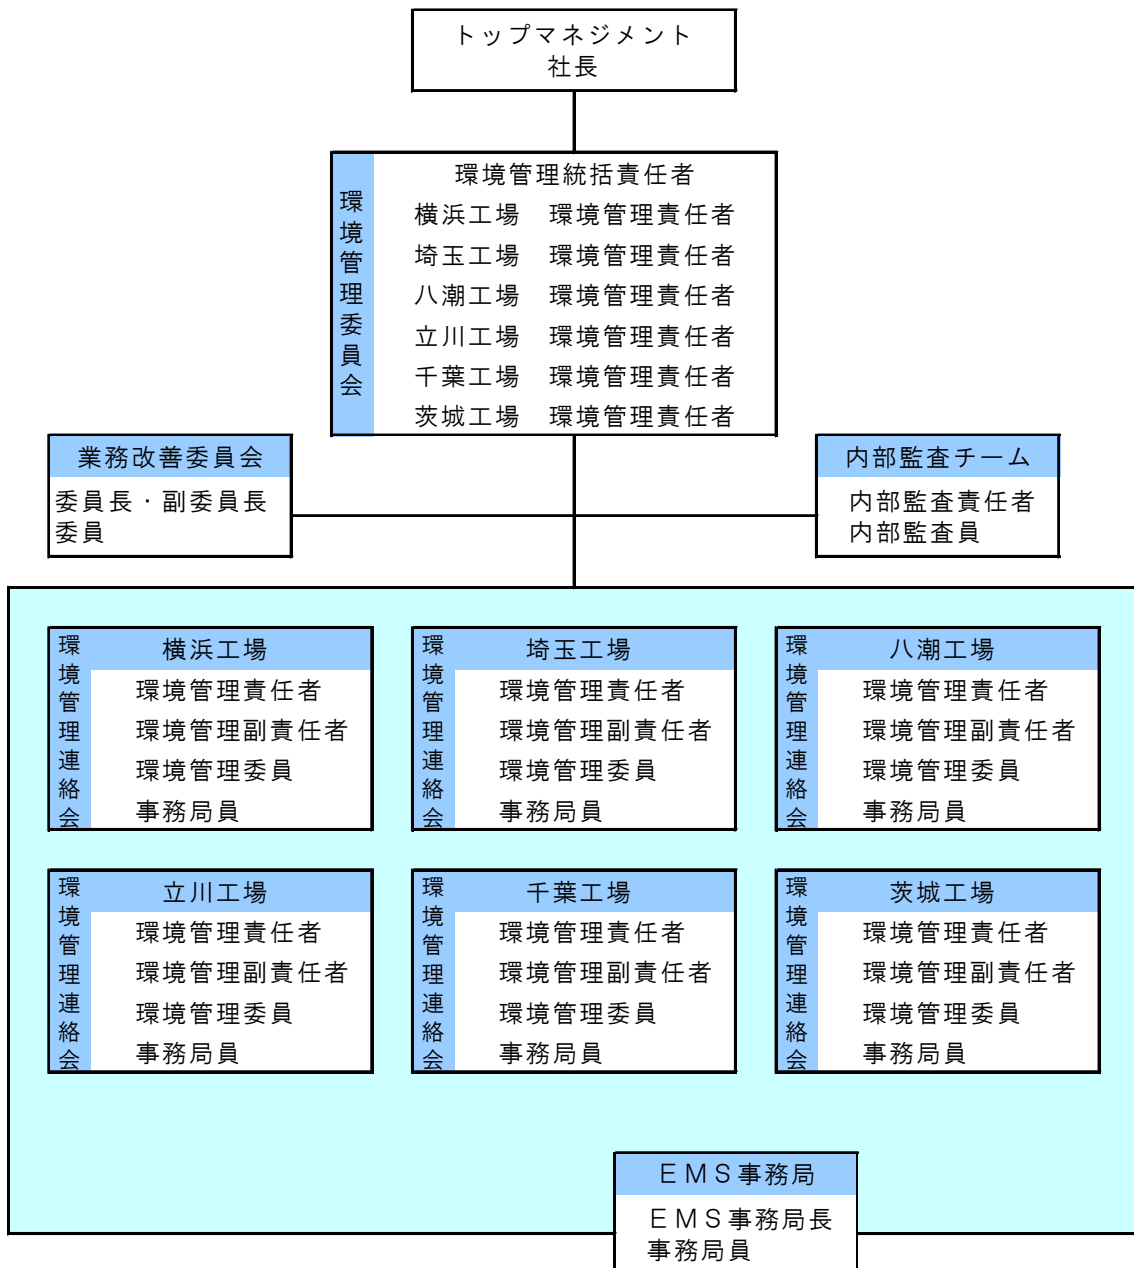 トップマネジメント
社長
環境管理委員会
環境管理統括責任者
横浜工場　環境管理責任者
埼玉工場　環境管理責任者
八潮工場　環境管理責任者
立川工場　環境管理責任者
千葉工場　環境管理責任者
茨城工場　環境管理責任者
業務改善委員会
委員長・副委員長
委員
内部監査チーム
内部監査責任者
内部監査員
環境管理連絡会
横浜工場
環境管理責任者
環境管理副責任者
環境管理委員
事務局員
環境管理連絡会
埼玉工場
環境管理責任者
環境管理副責任者
環境管理委員
事務局員
環境管理連絡会
八潮工場
環境管理責任者
環境管理副責任者
環境管理委員
事務局員
環境管理連絡会
立川工場
環境管理責任者
環境管理副責任者
環境管理委員
事務局員
環境管理連絡会
千葉工場
環境管理責任者
環境管理副責任者
環境管理委員
事務局員
環境管理連絡会
茨城工場
環境管理責任者
環境管理副責任者
環境管理委員
事務局員
ＥＭＳ事務局
ＥＭＳ事務局長
事務局員